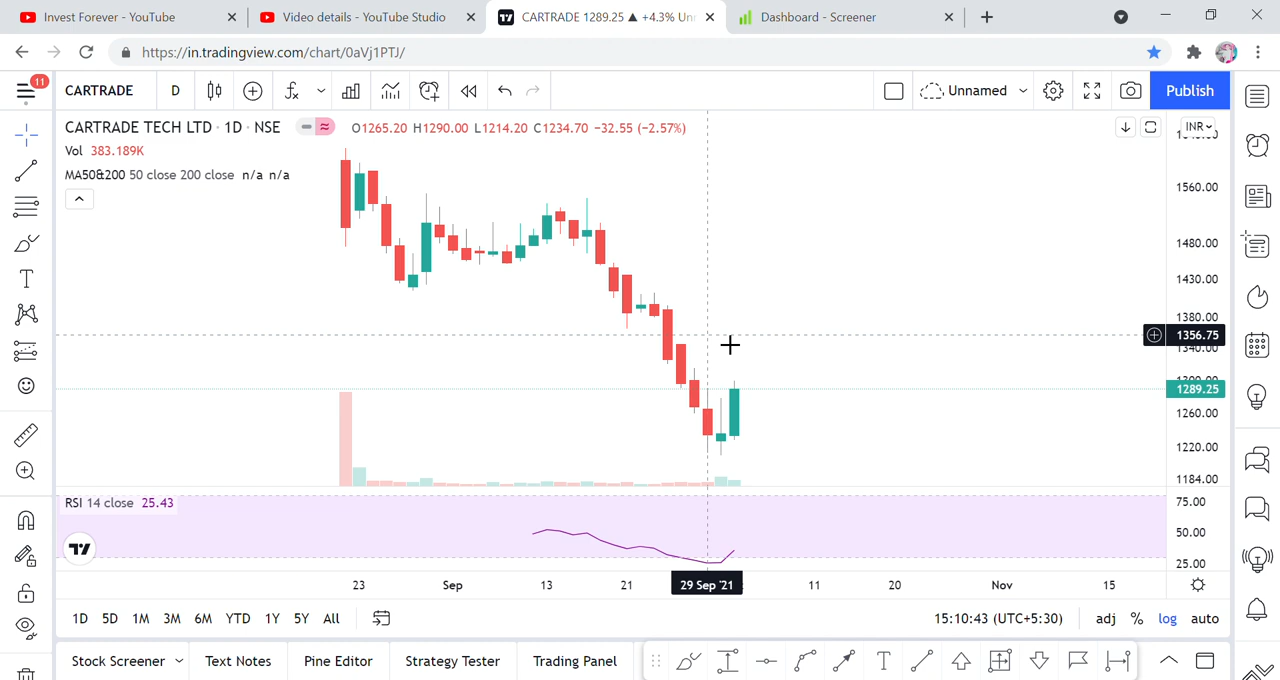 Invest Forever - YouTube
Video details - YouTube Studio
CARTRADE 1289.25 ▲ +4.3% Unn
Dashboard - Screener
https://in.tradingview.com/chart/0aVj1PTJ/
11
CARTRADE
D
Unnamed
Publish
CARTRADE TECH LTD · 1D · NSE
O1265.20 H1290.00 L1214.20 C1234.70 −32.55 (−2.57%)
INR
Vol 383.189K
MA50&200 50 close 200 close n/a n/a
1560.00
1480.00
1430.00
1380.00
1356.75
1340.00
1300.00
1289.25
1260.00
1220.00
1184.00
RSI 14 close 25.43
75.00
50.00
25.00
23
Sep
13
21
29 Sep '21
11
20
Nov
15
1D 5D 1M 3M 6M YTD 1Y 5Y All
15:10:43 (UTC+5:30)
adj % log auto
Stock Screener
Text Notes
Pine Editor
Strategy Tester
Trading Panel